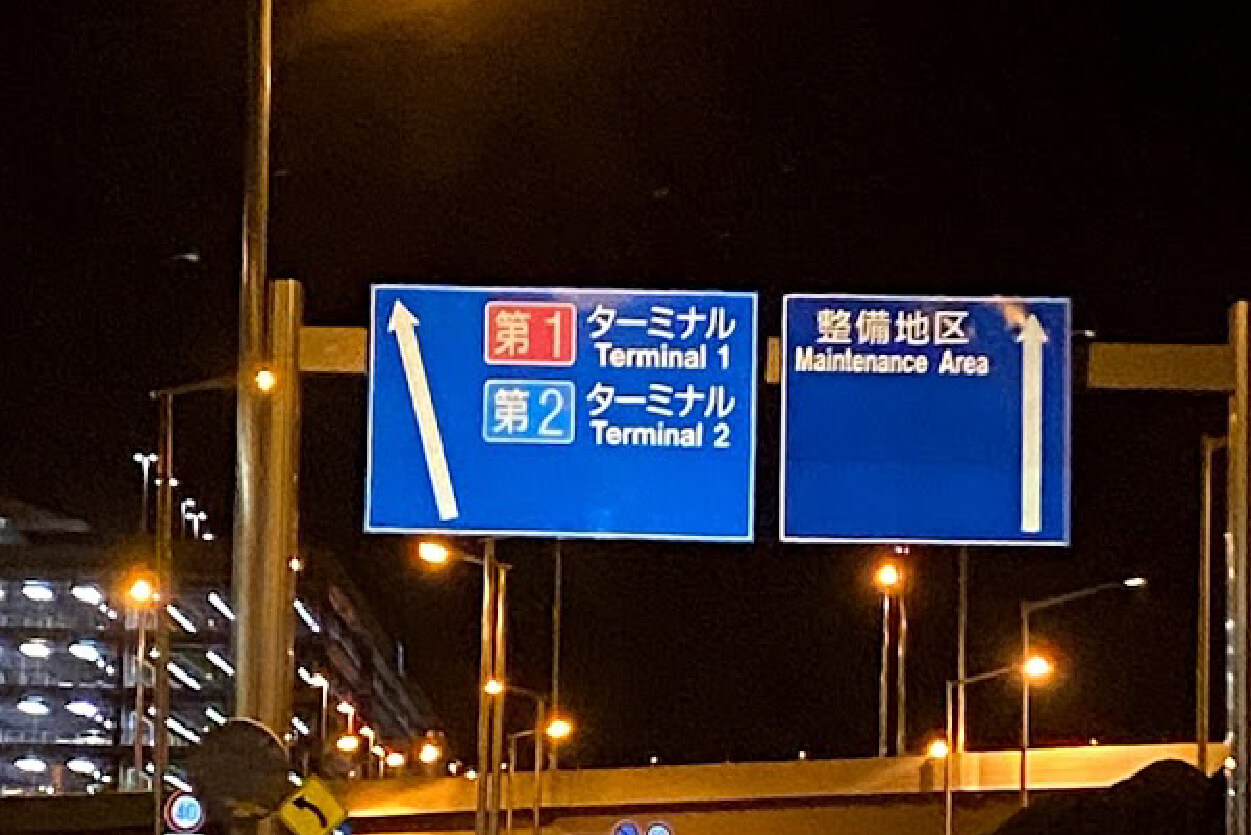 第1 ターミナル
Terminal 1
第2 ターミナル
Terminal 2
整備地区
Maintenance Area
40